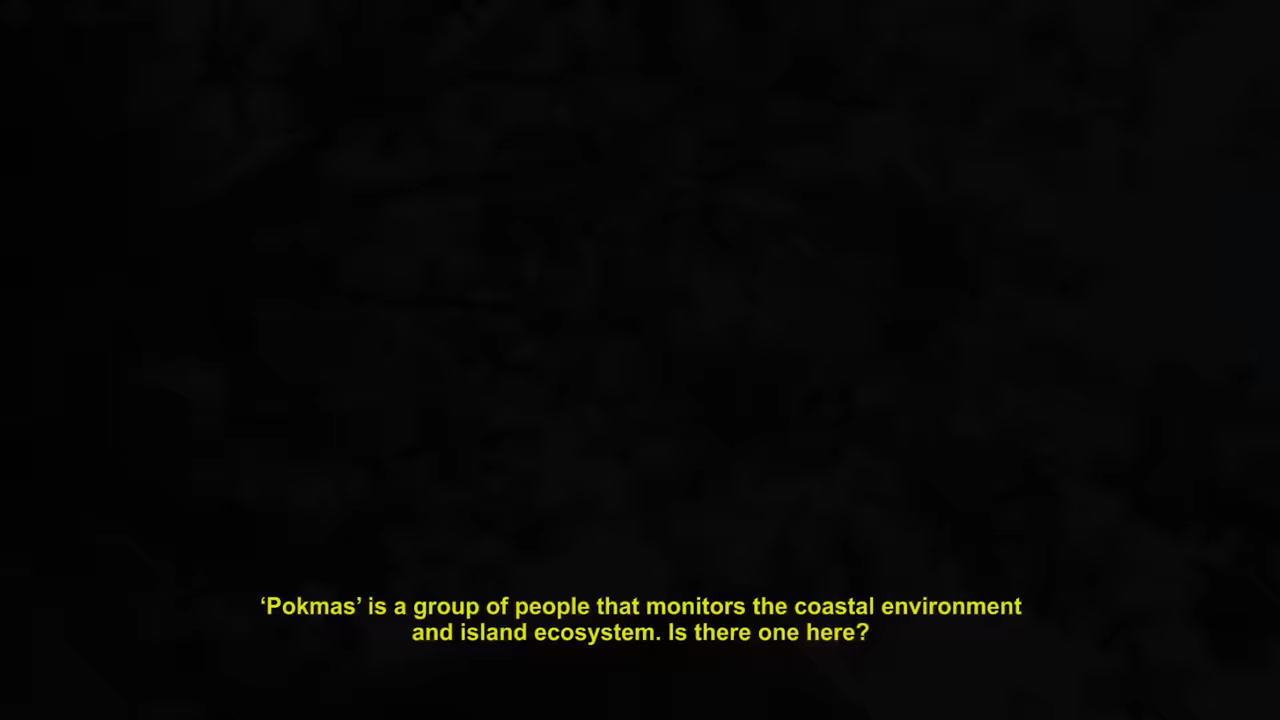 ‘Pokmas’ is a group of people that monitors the coastal environment
and island ecosystem. Is there one here?